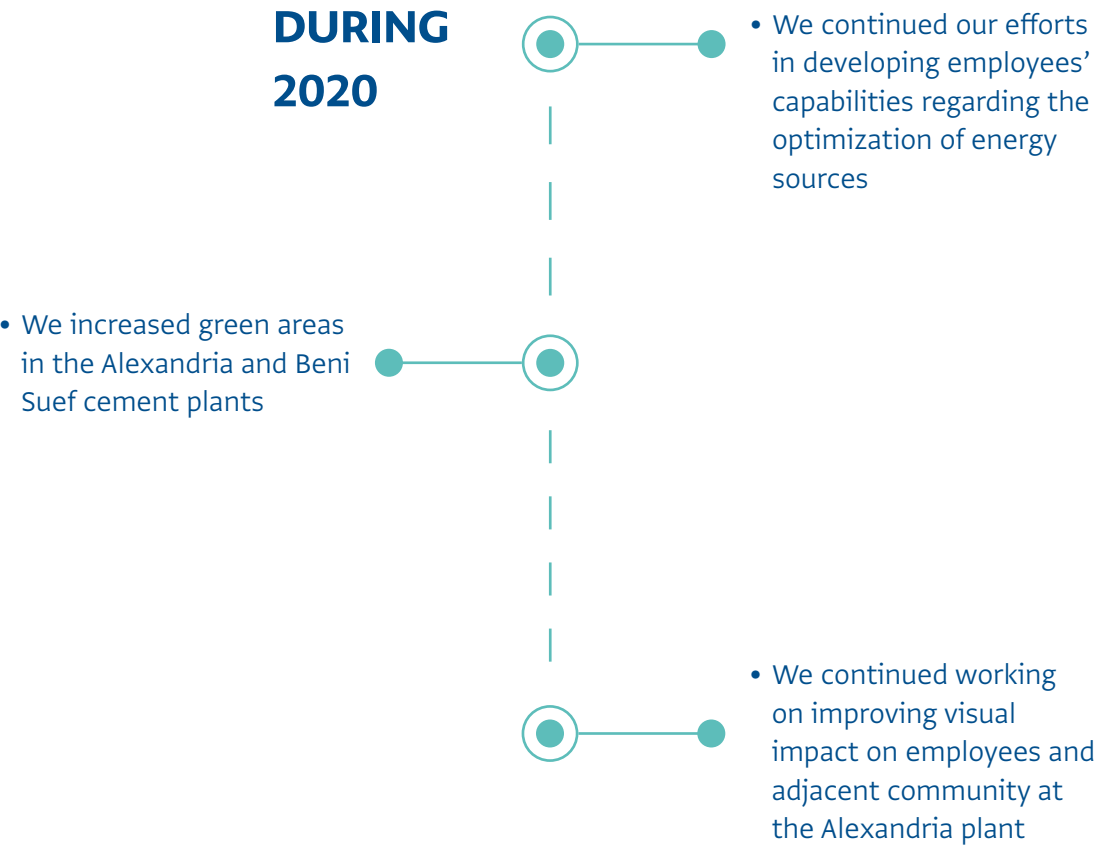 DURING
2020
• We continued our efforts
in developing employees’
capabilities regarding the
optimization of energy
sources
• We increased green areas
in the Alexandria and Beni
Suef cement plants
• We continued working
on improving visual
impact on employees and
adjacent community at
the Alexandria plant